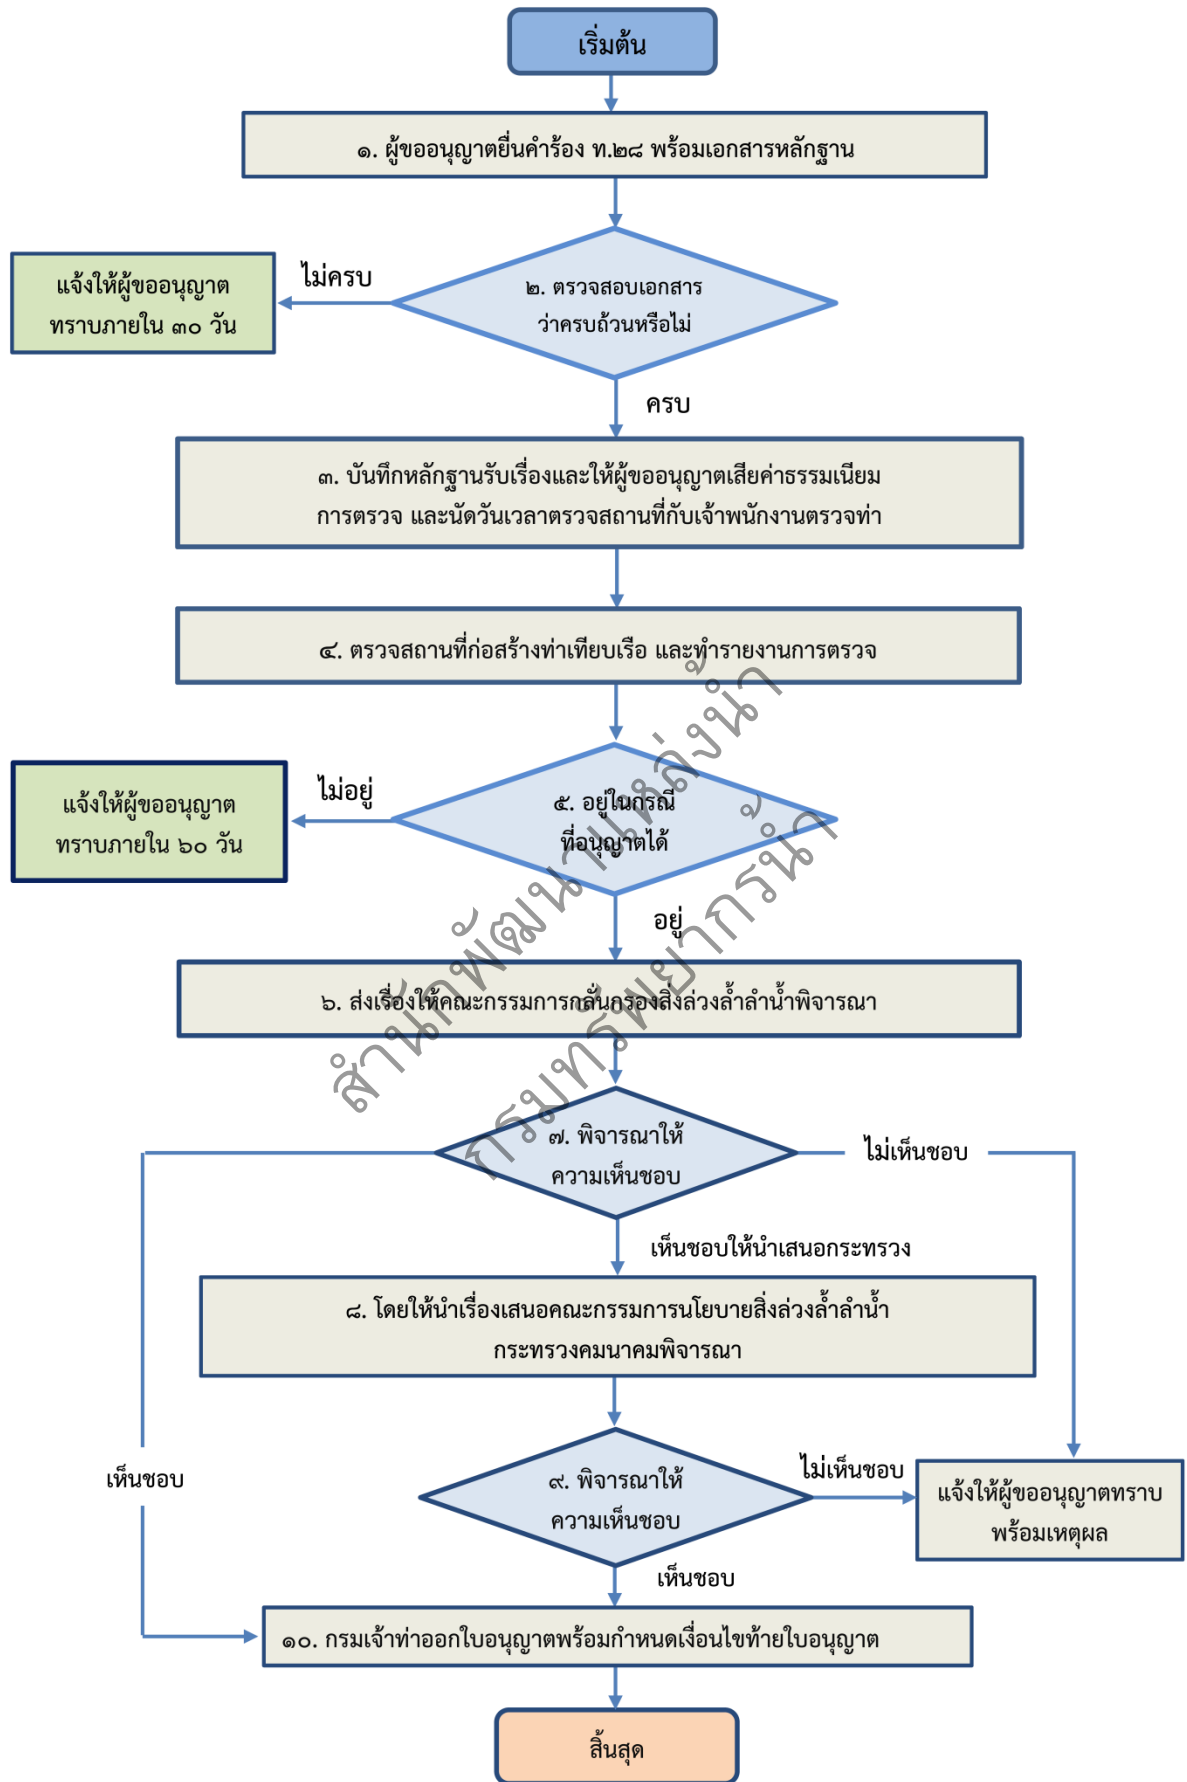 เริ่มต้น
๑. ผู้ขออนุญาตยื่นคำร้อง ท.๒๘ พร้อมเอกสารหลักฐาน
ไม่ครบ
แจ้งให้ผู้ขออนุญาต
ทราบภายใน ๓๐ วัน
๒. ตรวจสอบเอกสาร
ว่าครบถ้วนหรือไม่
ครบ
๓. บันทึกหลักฐานรับเรื่องและให้ผู้ขออนุญาตเสียค่าธรรมเนียม
การตรวจ และนัดวันเวลาตรวจสถานที่กับเจ้าพนักงานตรวจท่า
๔. ตรวจสถานที่ก่อสร้างท่าเทียบเรือ และทำรายงานการตรวจ
ไม่อยู่
แจ้งให้ผู้ขออนุญาต
ทราบภายใน ๖๐ วัน
๕. อยู่ในกรณี
ที่อนุญาตได้
อยู่
๖. ส่งเรื่องให้คณะกรรมการกลั่นกรองสิ่งล่วงล้ำลำน้ำพิจารณา
สำนักพัฒนาแหล่งน้ำ
กรมทรัพยากรน้ำ
๗. พิจารณาให้
ความเห็นชอบ
ไม่เห็นชอบ
เห็นชอบให้นำเสนอกระทรวง
๘. โดยให้นำเรื่องเสนอคณะกรรมการนโยบายสิ่งล่วงล้ำลำน้ำ
กระทรวงคมนาคมพิจารณา
เห็นชอบ
๙. พิจารณาให้
ความเห็นชอบ
ไม่เห็นชอบ
แจ้งให้ผู้ขออนุญาตทราบ
พร้อมเหตุผล
เห็นชอบ
๑๐. กรมเจ้าท่าออกใบอนุญาตพร้อมกำหนดเงื่อนไขท้ายใบอนุญาต
สิ้นสุด